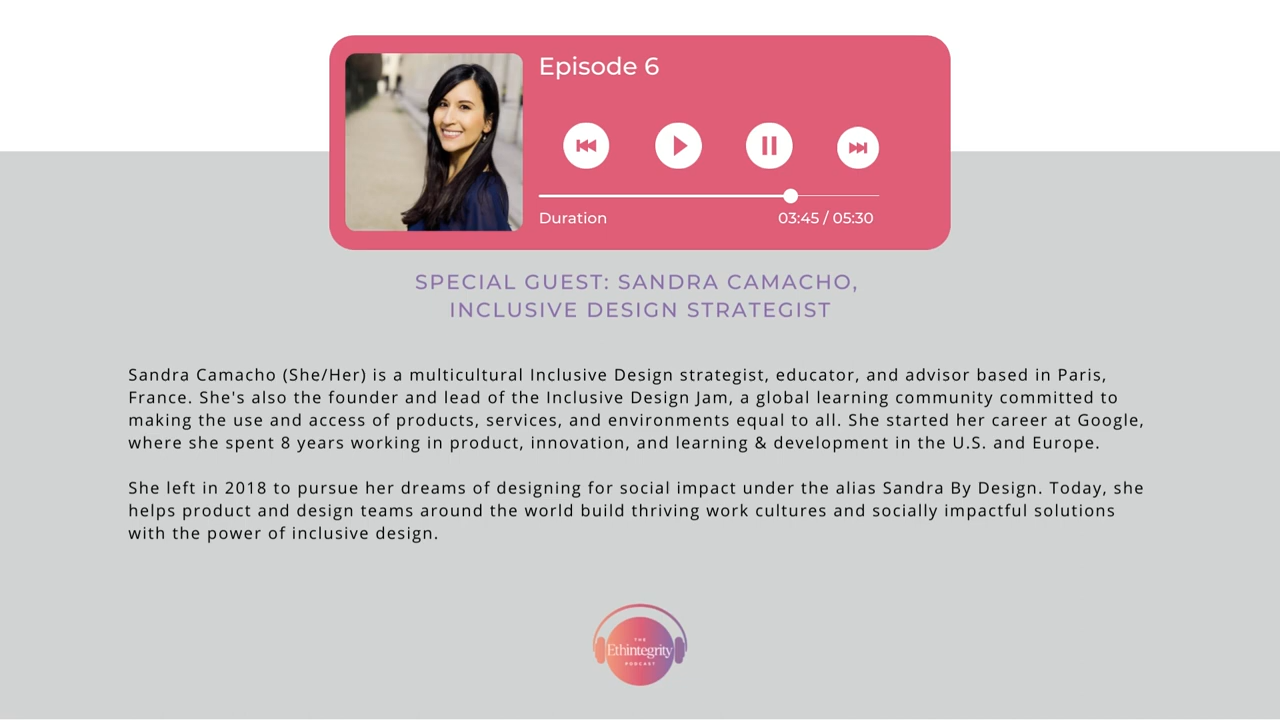 Episode 6
Duration
03:45 / 05:30
SPECIAL GUEST: SANDRA CAMACHO,
INCLUSIVE DESIGN STRATEGIST
Sandra Camacho (She/Her) is a multicultural Inclusive Design strategist, educator, and advisor based in Paris,
France. She's also the founder and lead of the Inclusive Design Jam, a global learning community committed to
making the use and access of products, services, and environments equal to all. She started her career at Google,
where she spent 8 years working in product, innovation, and learning & development in the U.S. and Europe.
She left in 2018 to pursue her dreams of designing for social impact under the alias Sandra By Design. Today, she
helps product and design teams around the world build thriving work cultures and socially impactful solutions
with the power of inclusive design.
THE
Ethintegrity
PODCAST